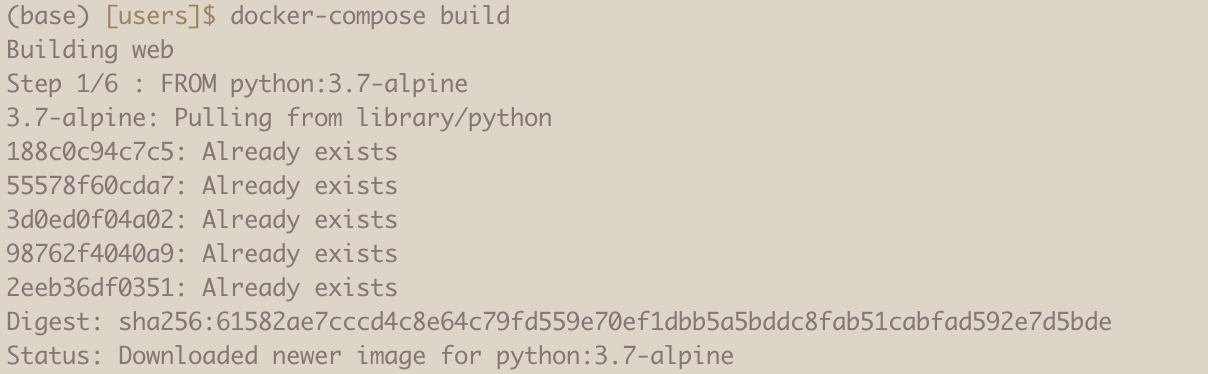 (base) [users]$ docker-compose build
Building web
Step 1/6 : FROM python:3.7-alpine
3.7-alpine: Pulling from library/python
188c0c94c7c5: Already exists
55578f60cda7: Already exists
3d0ed0f04a02: Already exists
98762f4040a9: Already exists
2eeb36df0351: Already exists
Digest: sha256:61582ae7cccd4c8e64c79fd559e70ef1dbb5a5bddc8fab51cabfad592e7d5bde
Status: Downloaded newer image for python:3.7-alpine